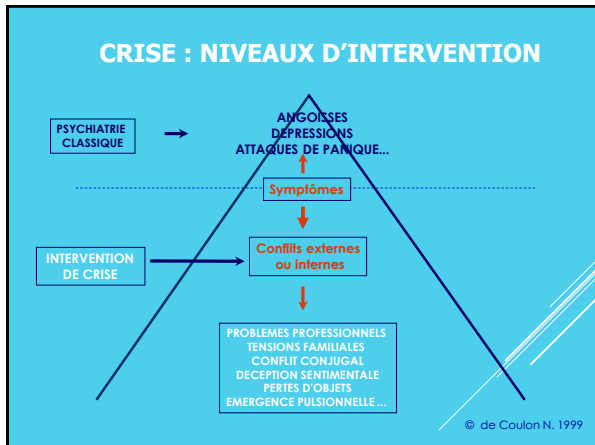 CRISE : NIVEAUX D'INTERVENTION
ANGOISSES
DEPRESSIONS
ATTAQUES DE PANIQUE...
PSYCHIATRIE
CLASSIQUE
Symptômes
Conflits externes
ou internes
INTERVENTION
DE CRISE
PROBLEMES PROFESSIONNELS
TENSIONS FAMILIALES
CONFLIT CONJUGAL
DECEPTION SENTIMENTALE
PERTES D'OBJETS
EMERGENCE PULSIONNELLE ...
© de Coulon N. 1999